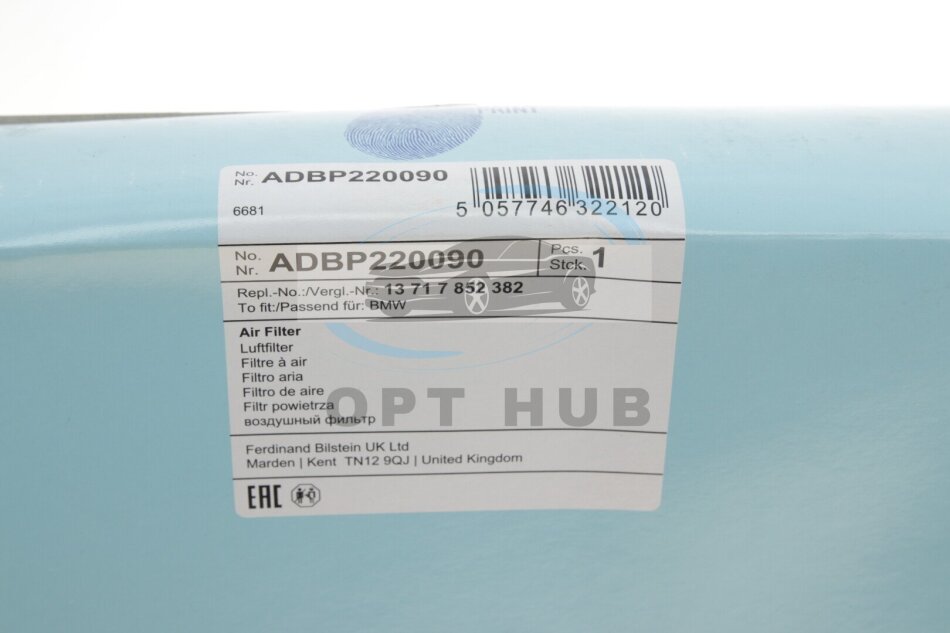 PRINT
No. Nr. ADBP220090
6681
5 057746 322120
No. Nr. ADBP220090 Pcs. Stck. 1
Repl.-No.:/Vergl.-Nr.: 13 71 7 852 382
To fit:/Passend für: BMW
Air Filter
Luftfilter
Filtre à air
Filtro aria
Filtro de aire
Filtr powietrza
воздушный фильтр
OPT HUB
Ferdinand Bilstein UK Ltd
Marden | Kent TN12 9QJ | United Kingdom
EAC